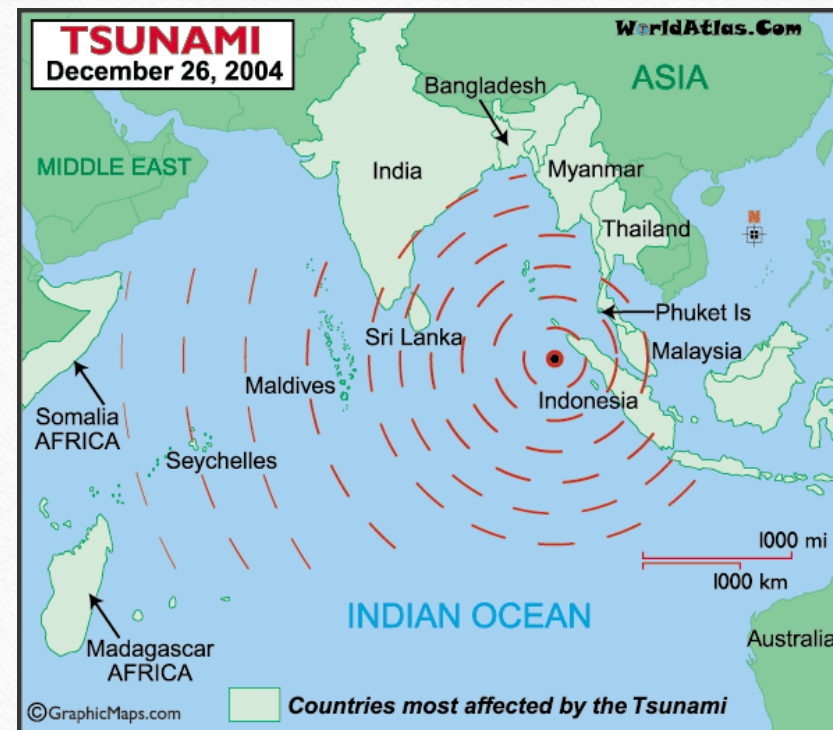 TSUNAMI
December 26, 2004
WorldAtlas.Com
ASIA
Bangladesh
MIDDLE EAST
India
Myanmar
Thailand
N
Phuket Is
Sri Lanka
Malaysia
Maldives
Indonesia
Somalia
AFRICA
Seychelles
1000 mi
1000 km
INDIAN OCEAN
Australia
Madagascar
AFRICA
©GraphicMaps.com
Countries most affected by the Tsunami